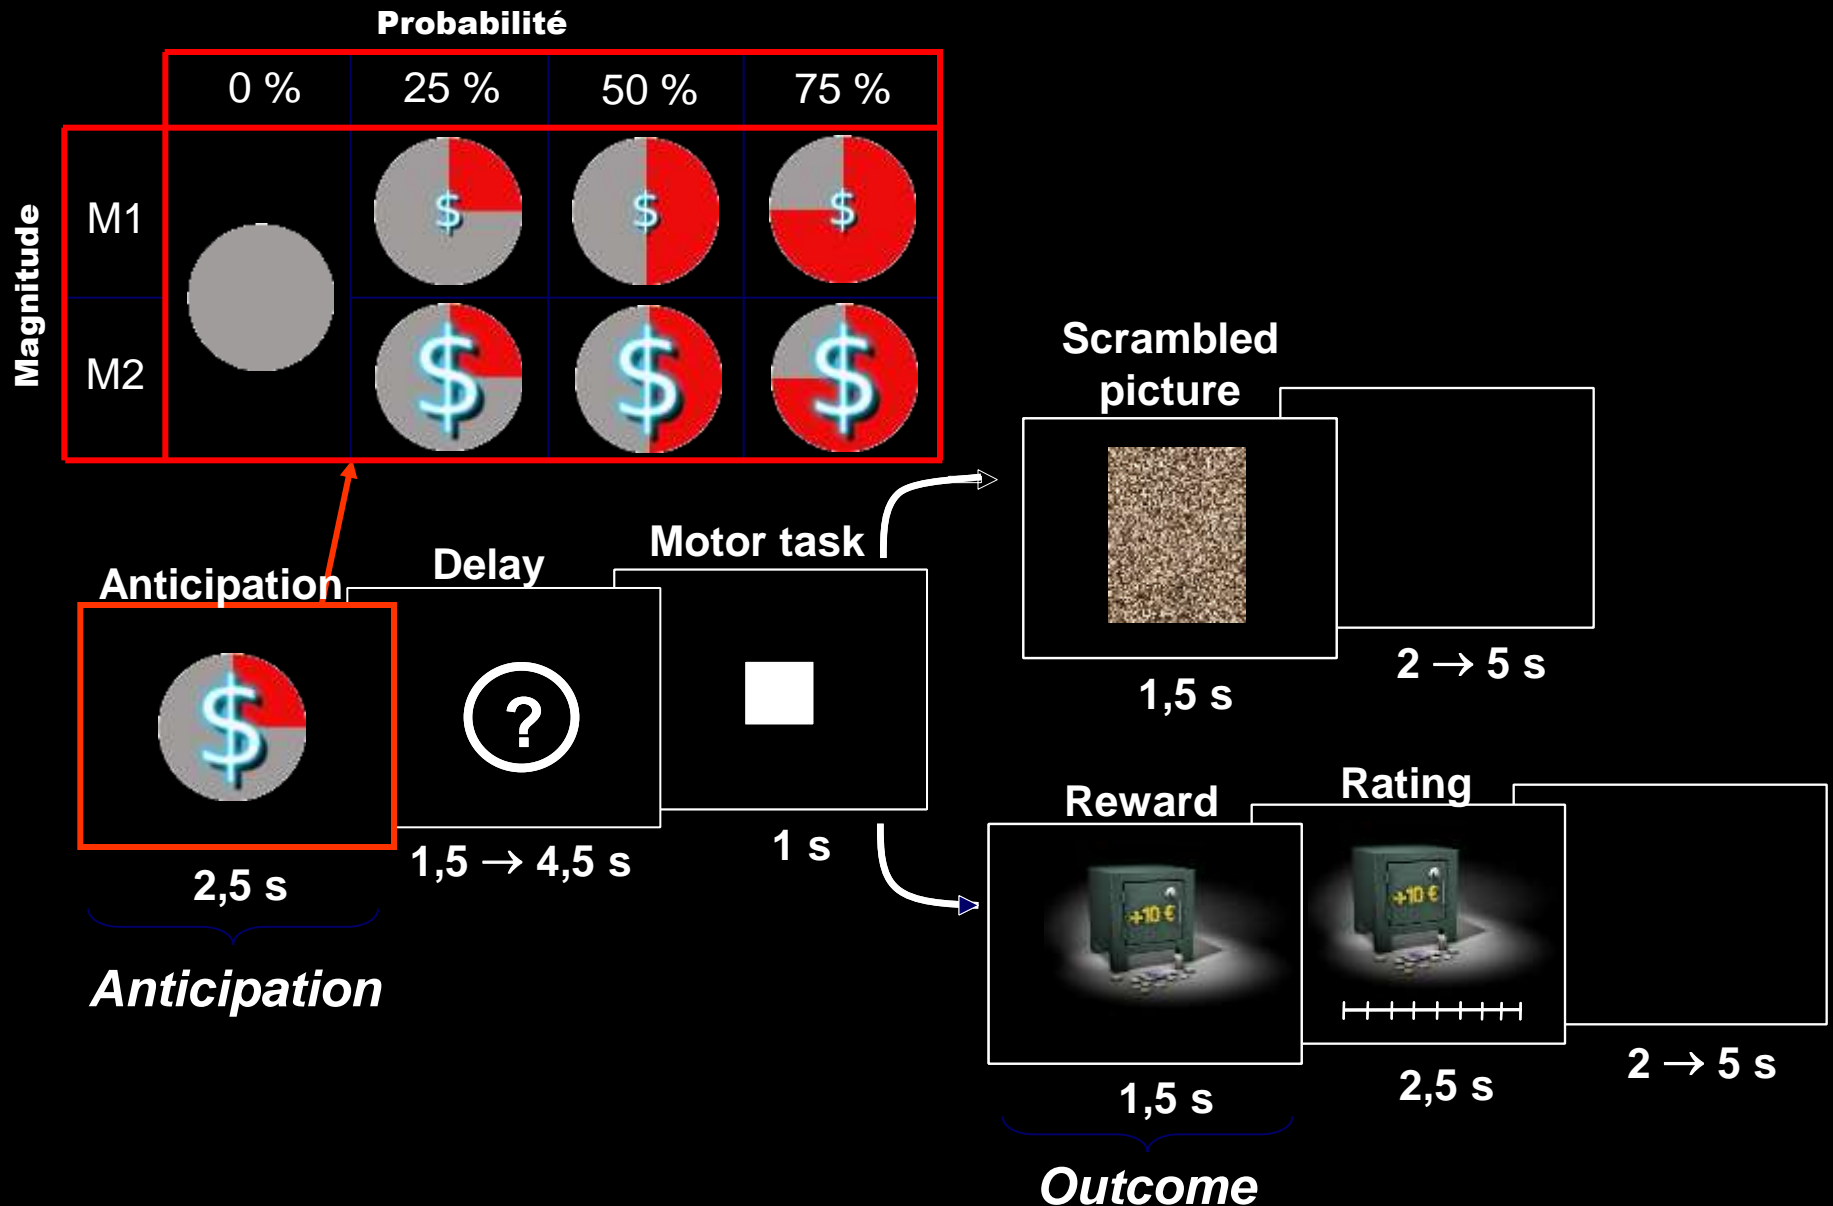 Probabilité
0 %
25 %
50 %
75 %
Magnitude
M1
$
$
$
M2
$
$
$
Scrambled
picture
Anticipation
Delay
Motor task
$
?
2,5 s
1,5 → 4,5 s
1 s
1,5 s
2 → 5 s
Anticipation
Reward
Rating
+10 €
+10 €
1,5 s
2,5 s
2 → 5 s
Outcome